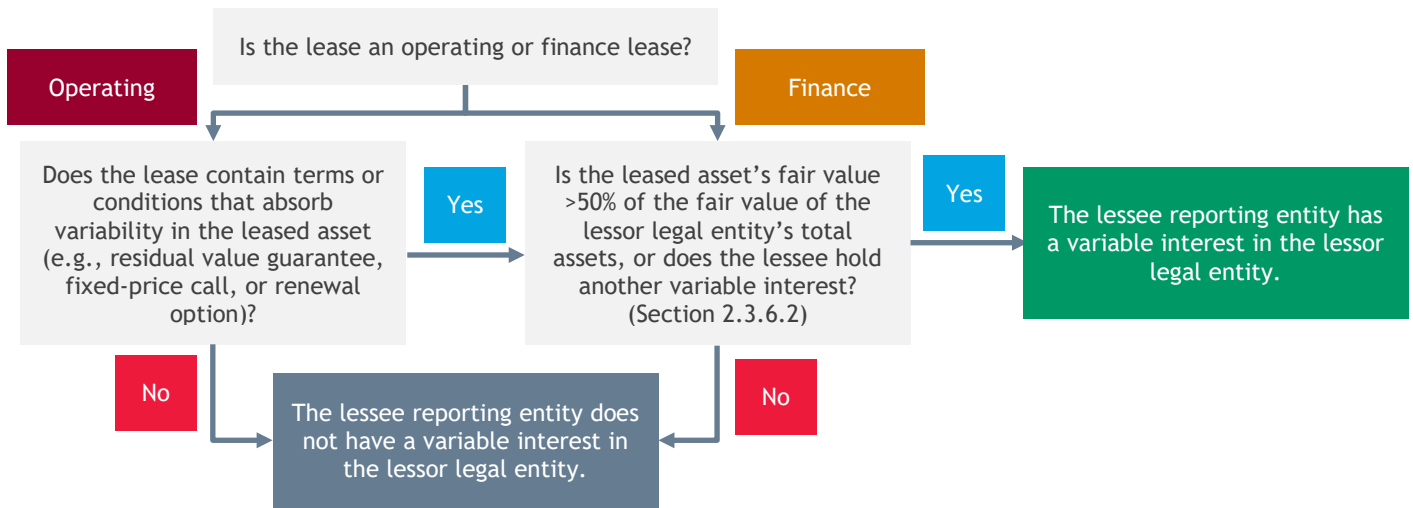 Is the lease an operating or finance lease?
Operating
Finance
Does the lease contain terms or
conditions that absorb
variability in the leased asset
(e.g., residual value guarantee,
fixed-price call, or renewal
option)?
Yes
Is the leased asset’s fair value
>50% of the fair value of the
lessor legal entity’s total
assets, or does the lessee hold
another variable interest?
(Section 2.3.6.2)
Yes
The lessee reporting entity has
a variable interest in the lessor
legal entity.
No
The lessee reporting entity does
not have a variable interest in
the lessor legal entity.
No